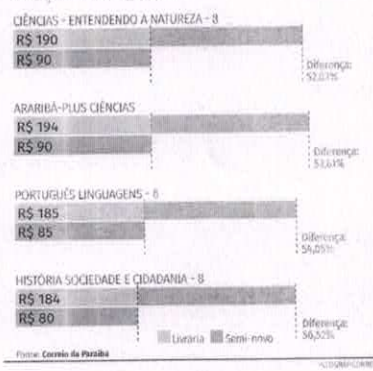 CIÊNCIAS - ENTENDENDO A NATUREZA - 8
R$ 190
R$ 90
Diferença:
52,63%
ARARIBÁ-PLUS CIÊNCIAS
R$ 194
R$ 90
Diferença:
53,61%
PORTUGUÊS LINGUAGENS - 8
R$ 185
R$ 85
Diferença:
54,05%
HISTÓRIA SOCIEDADE E CIDADANIA - 8
R$ 184
R$ 80
Diferença:
56,52%
Livraria Semi-novo
Fonte: Correio da Paraíba